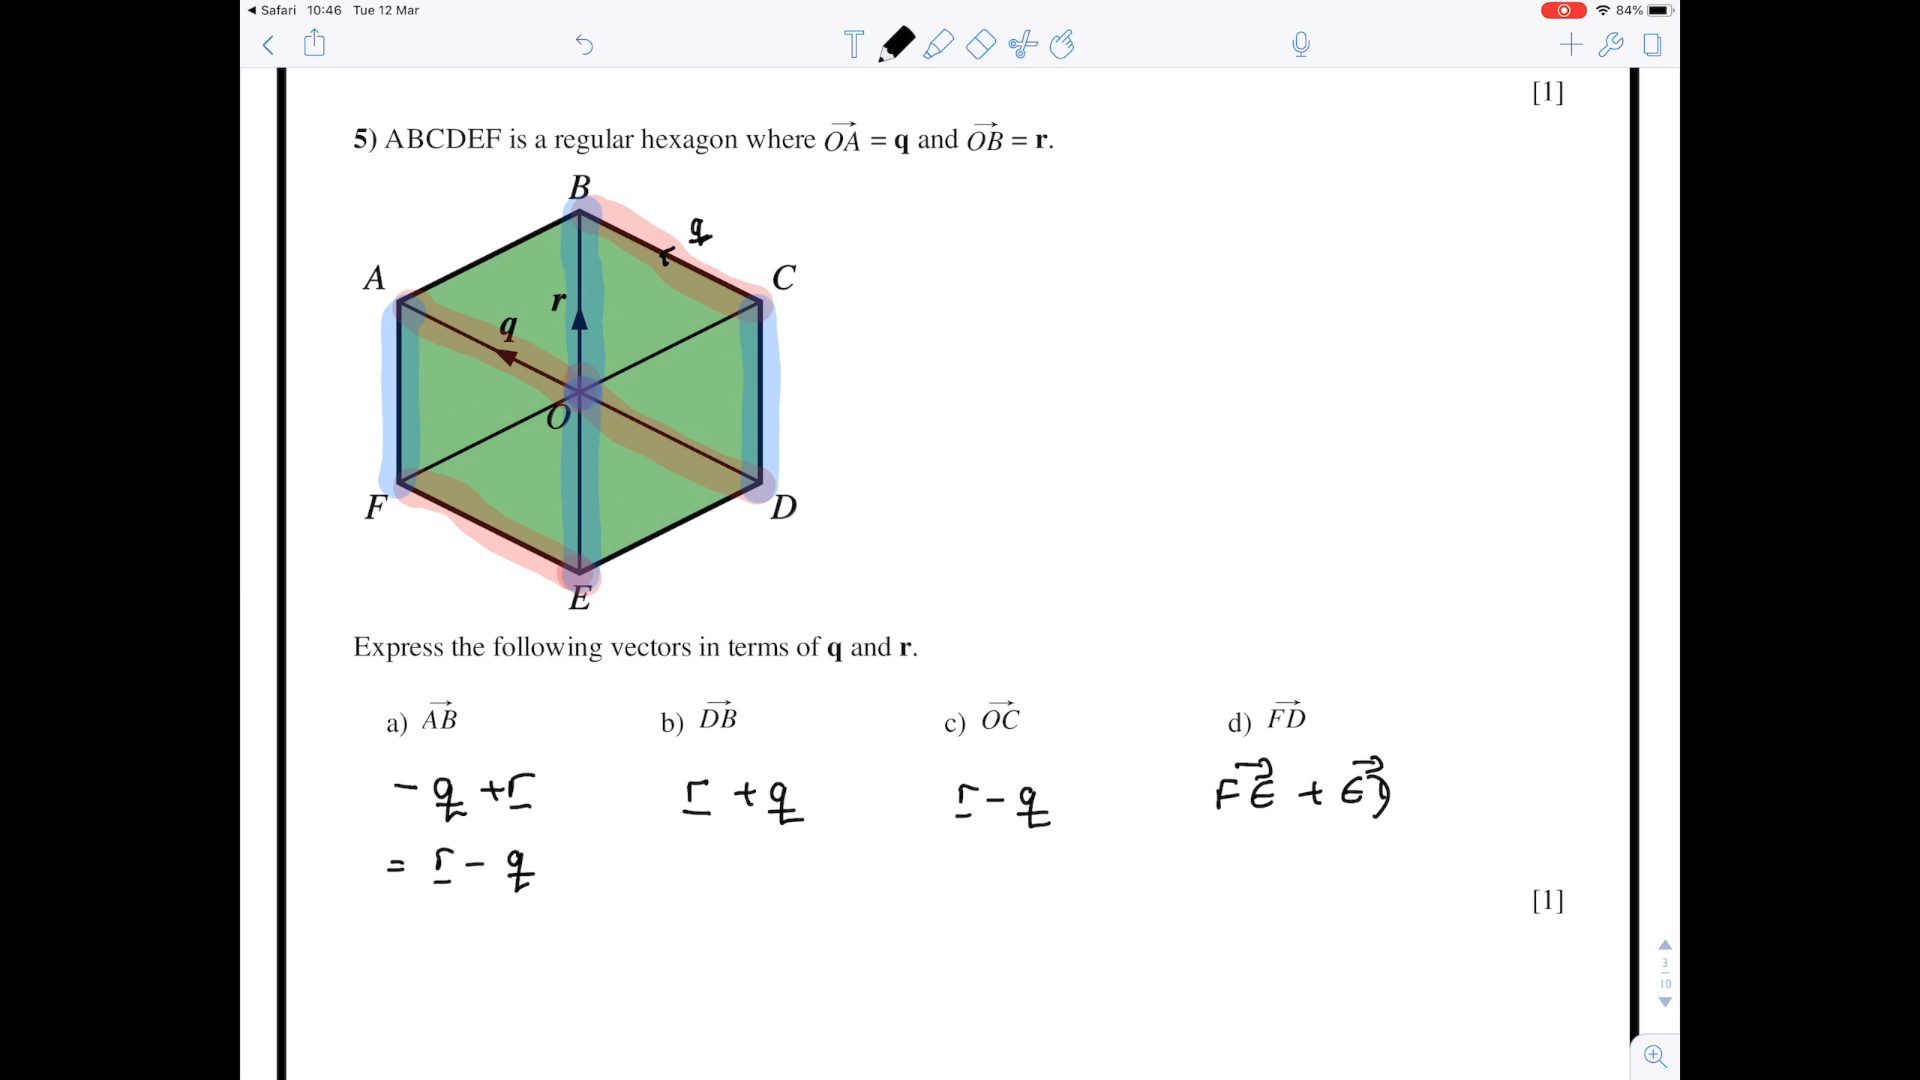 Safari 10:46 Tue 12 Mar 84%
T
[1]
5) ABCDEF is a regular hexagon where OA = q and OB = r.
B
q
A
C
r
q
O
F
D
E
Express the following vectors in terms of q and r.
a) AB b) DB c) OC d) FD
- q + r r + q r - q FE + ED
= r - q
[1]
3
10